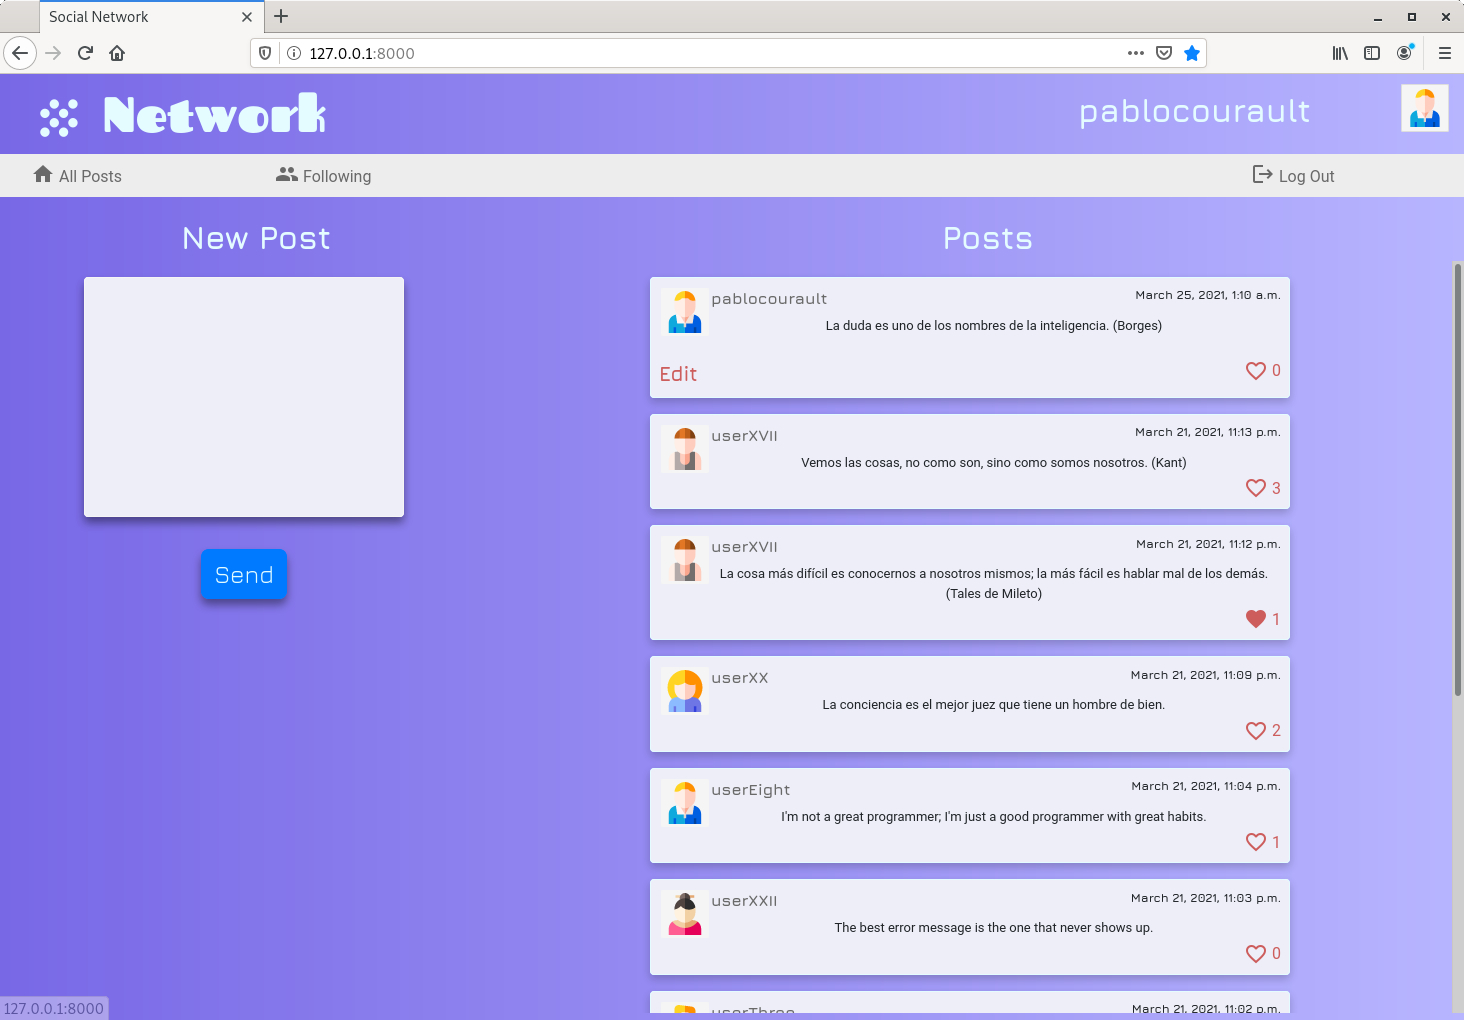 Social Network
127.0.0.1:8000
Network
pablocourault
All Posts
Following
Log Out
New Post
Send
Posts
pablocourault
March 25, 2021, 1:10 a.m.
La duda es uno de los nombres de la inteligencia. (Borges)
Edit
0
userXVII
March 21, 2021, 11:13 p.m.
Vemos las cosas, no como son, sino como somos nosotros. (Kant)
3
userXVII
March 21, 2021, 11:12 p.m.
La cosa más difícil es conocernos a nosotros mismos; la más fácil es hablar mal de los demás.
(Tales de Mileto)
1
userXX
March 21, 2021, 11:09 p.m.
La conciencia es el mejor juez que tiene un hombre de bien.
2
userEight
March 21, 2021, 11:04 p.m.
I'm not a great programmer; I'm just a good programmer with great habits.
1
userXXII
March 21, 2021, 11:03 p.m.
The best error message is the one that never shows up.
0
userThree
March 21, 2021, 11:02 p.m.
127.0.0.1:8000